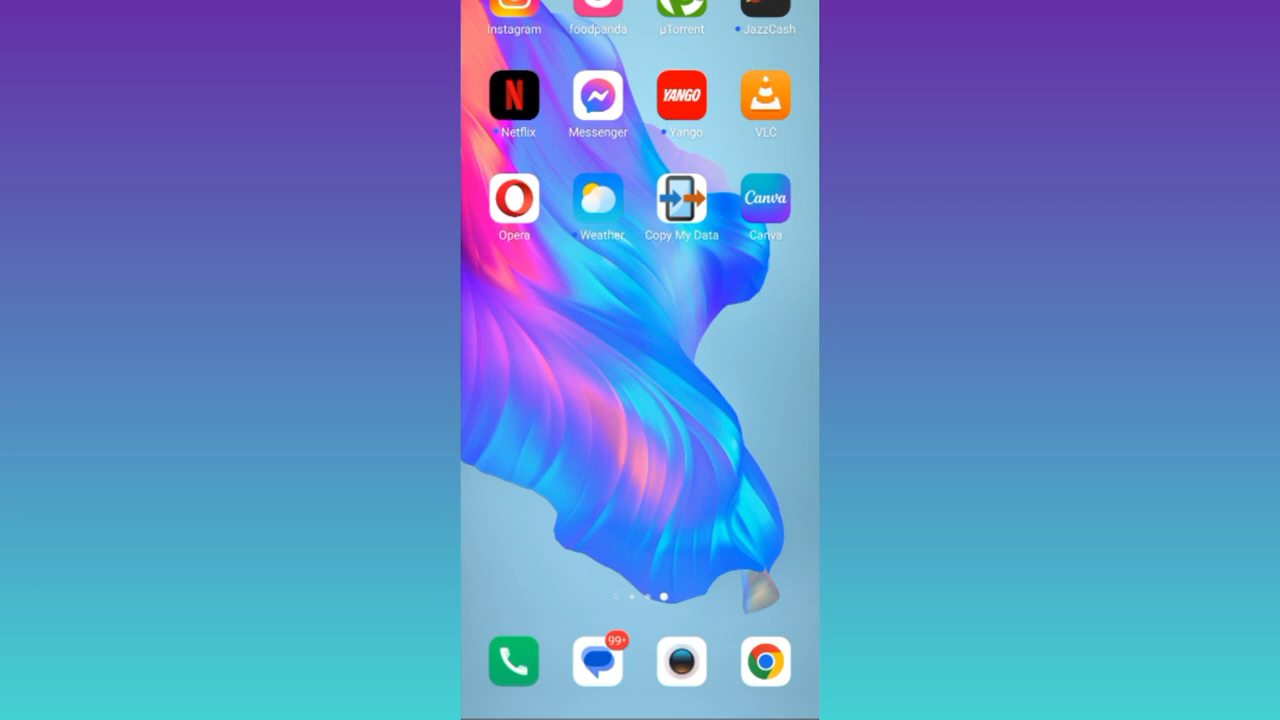 Instagram foodpanda µTorrent JazzCash
N YANGO
Netflix Messenger Yango VLC
Canva
Opera Weather Copy My Data Canva
99+